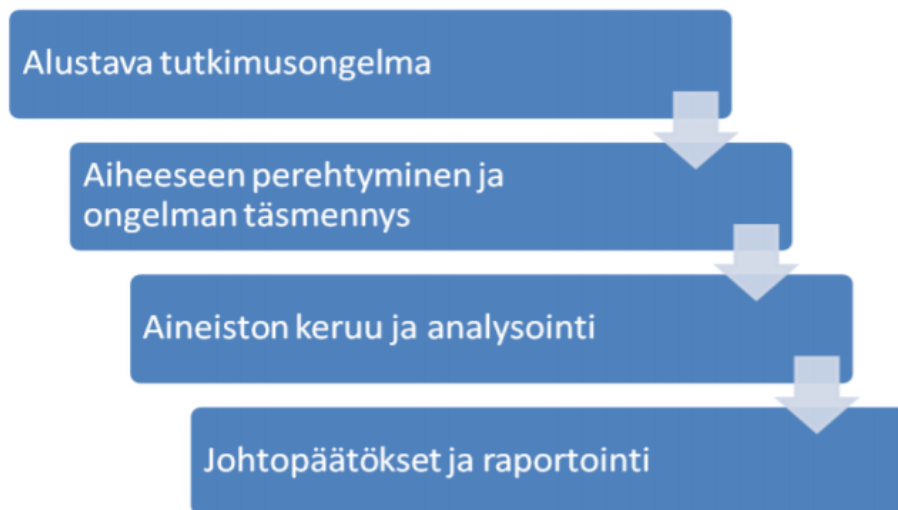 Alustava tutkimusongelma
Aiheeseen perehtyminen ja
ongelman täsmennys
Aineiston keruu ja analysointi
Johtopäätökset ja raportointi